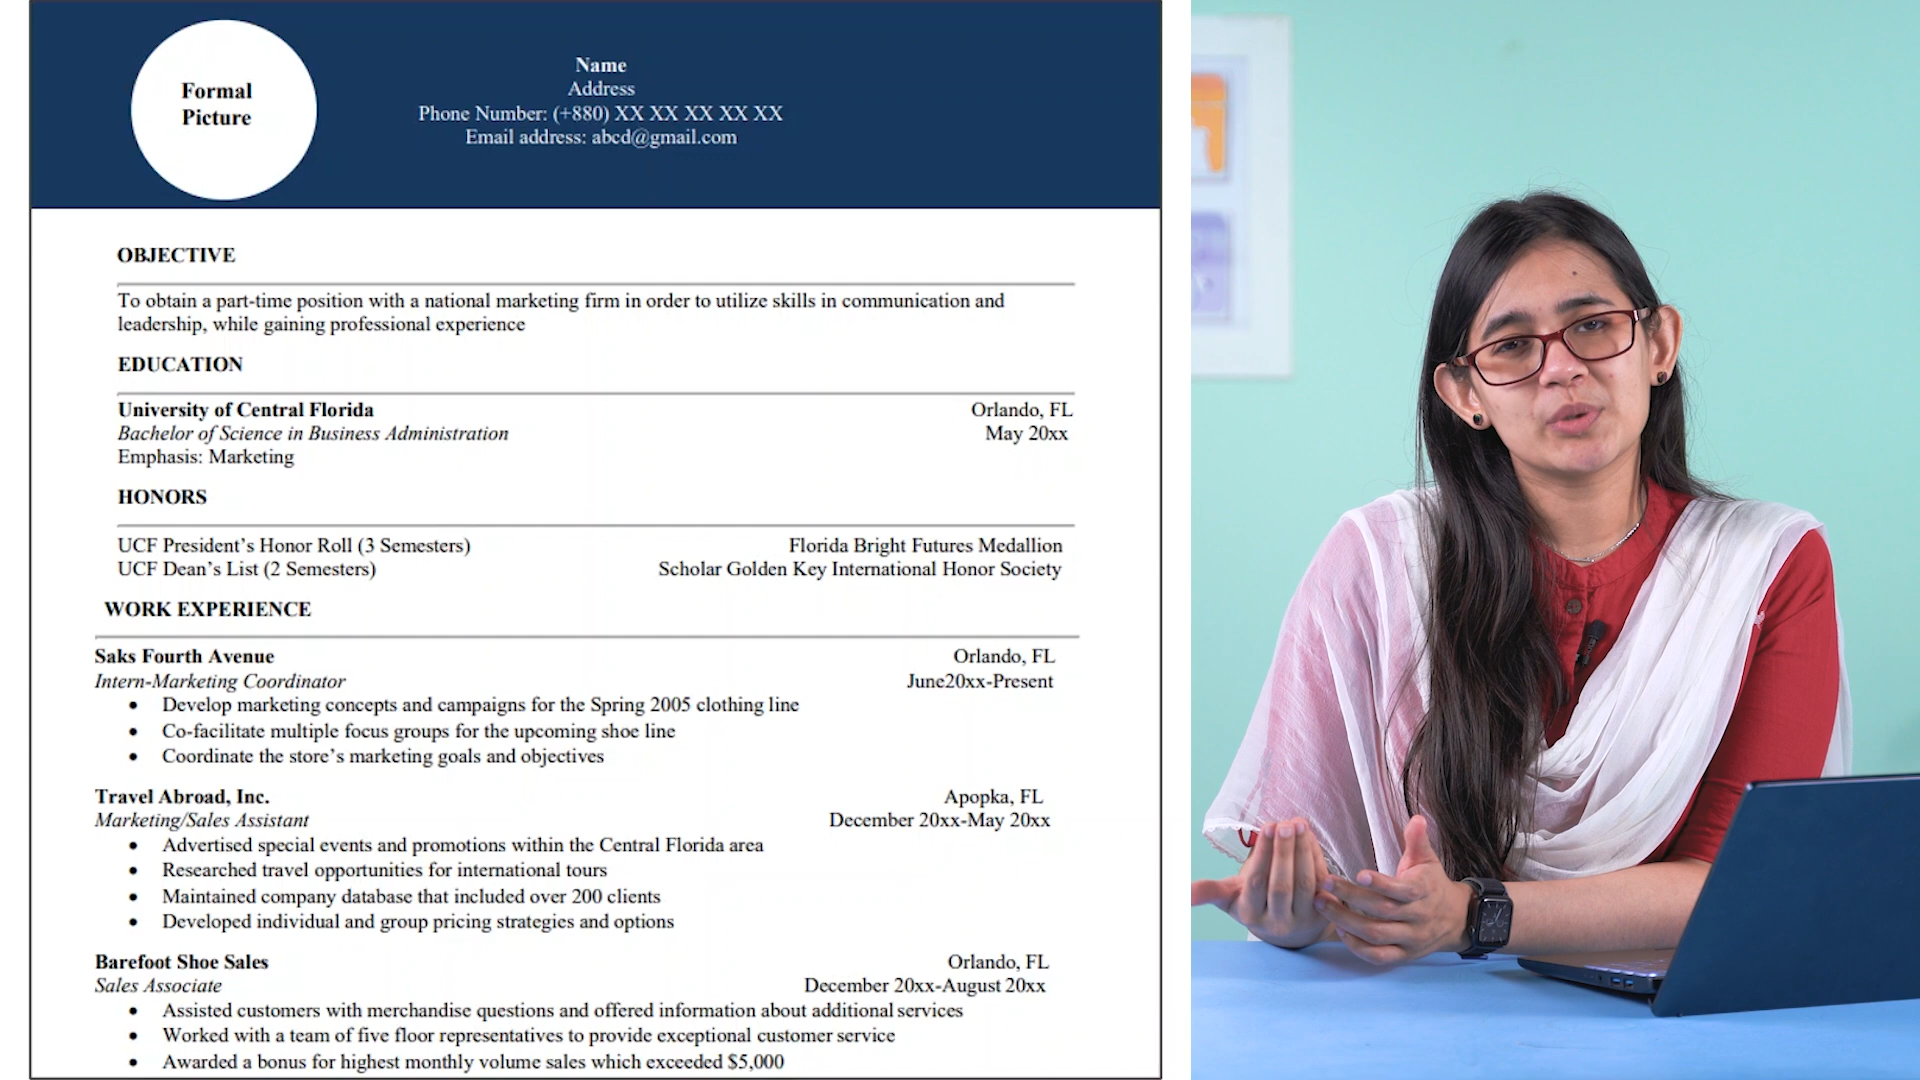 Formal
Picture
Name
Address
Phone Number: (+880) XX XX XX XX XX
Email address: abcd@gmail.com
OBJECTIVE
To obtain a part-time position with a national marketing firm in order to utilize skills in communication and
leadership, while gaining professional experience
EDUCATION
University of Central Florida Orlando, FL
Bachelor of Science in Business Administration May 20xx
Emphasis: Marketing
HONORS
UCF President’s Honor Roll (3 Semesters) Florida Bright Futures Medallion
UCF Dean’s List (2 Semesters) Scholar Golden Key International Honor Society
WORK EXPERIENCE
Saks Fourth Avenue Orlando, FL
Intern-Marketing Coordinator June20xx-Present
• Develop marketing concepts and campaigns for the Spring 2005 clothing line
• Co-facilitate multiple focus groups for the upcoming shoe line
• Coordinate the store’s marketing goals and objectives
Travel Abroad, Inc. Apopka, FL
Marketing/Sales Assistant December 20xx-May 20xx
• Advertised special events and promotions within the Central Florida area
• Researched travel opportunities for international tours
• Maintained company database that included over 200 clients
• Developed individual and group pricing strategies and options
Barefoot Shoe Sales Orlando, FL
Sales Associate December 20xx-August 20xx
• Assisted customers with merchandise questions and offered information about additional services
• Worked with a team of five floor representatives to provide exceptional customer service
• Awarded a bonus for highest monthly volume sales which exceeded $5,000